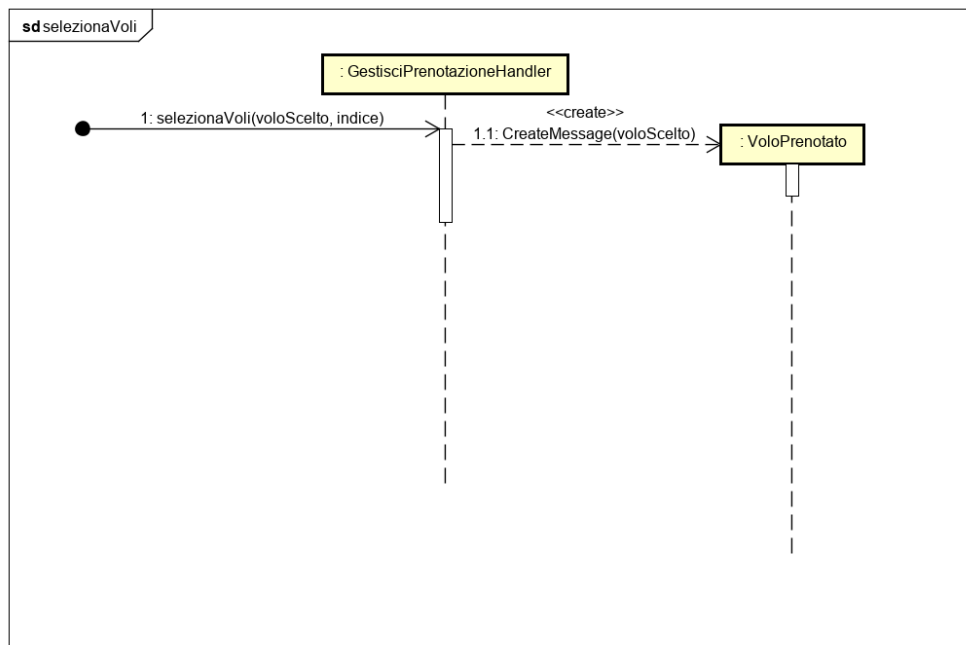 sd selezionaVoli
: GestisciPrenotazioneHandler
<<create>>
1: selezionaVoli(voloScelto, indice)
1.1: CreateMessage(voloScelto)
: VoloPrenotato